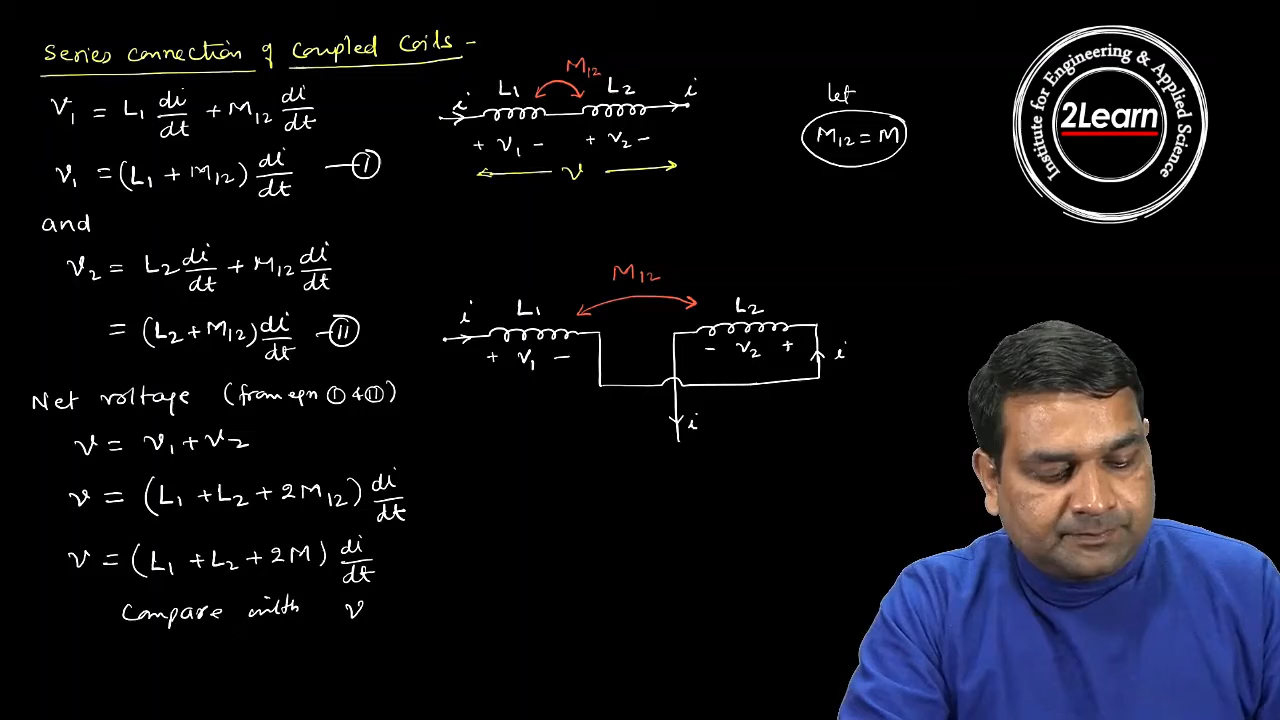 Series connection of Coupled Coils -
V1 = L1 di/dt + M12 di/dt
v1 = (L1 + M12) di/dt — I
and
v2 = L2 di/dt + M12 di/dt
= (L2 + M12) di/dt — II
Net voltage (from eqn I & II)
v = v1 + v2
v = (L1 + L2 + 2M12) di/dt
v = (L1 + L2 + 2M) di/dt
Compare with v
M12
i L1 L2 i
+ v1 - + v2 -
v
let
M12 = M
M12
i L1 L2
+ v1 - - v2 + i
i
Institute for Engineering & Applied Science
2Learn